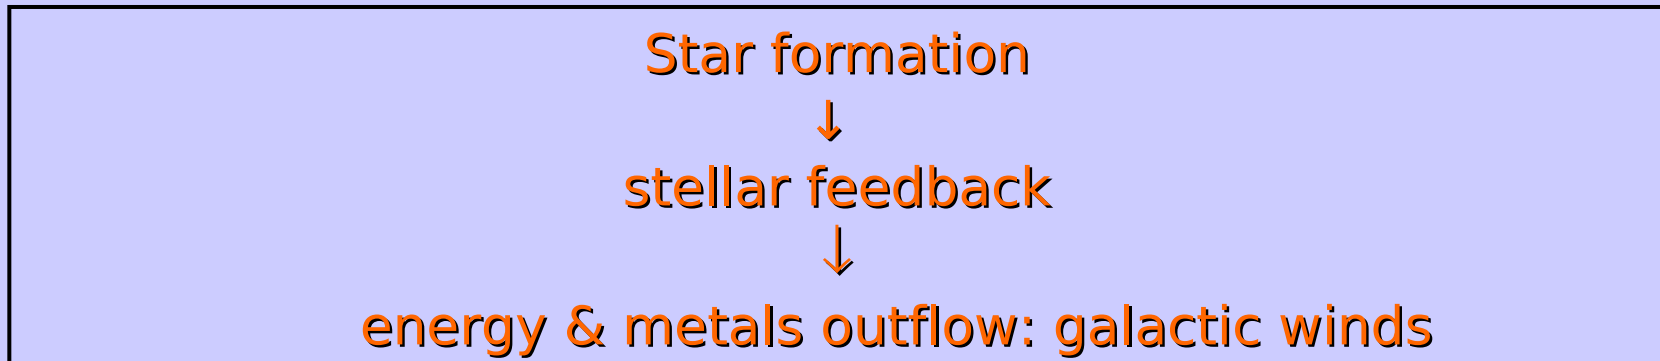 Star formation
↓
stellar feedback
↓
energy & metals outflow: galactic winds